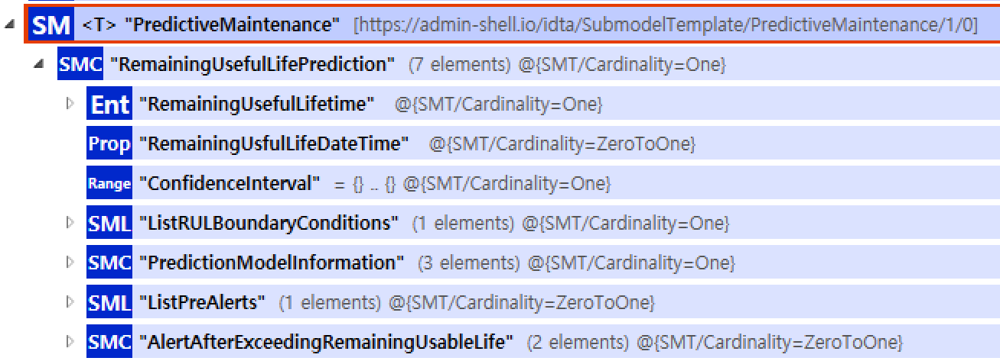 SM <T> "PredictiveMaintenance" [https://admin-shell.io/idta/SubmodelTemplate/PredictiveMaintenance/1/0]
SMC "RemainingUsefulLifePrediction" (7 elements) @{SMT/Cardinality=One}
Ent "RemainingUsefulLifetime" @{SMT/Cardinality=One}
Prop "RemainingUsfulLifeDateTime" @{SMT/Cardinality=ZeroToOne}
Range "ConfidenceInterval" = {} .. {} @{SMT/Cardinality=One}
SML "ListRULBoundaryConditions" (1 elements) @{SMT/Cardinality=One}
SMC "PredictionModelInformation" (3 elements) @{SMT/Cardinality=One}
SML "ListPreAlerts" (1 elements) @{SMT/Cardinality=ZeroToOne}
SMC "AlertAfterExceedingRemainingUsableLife" (2 elements) @{SMT/Cardinality=ZeroToOne}